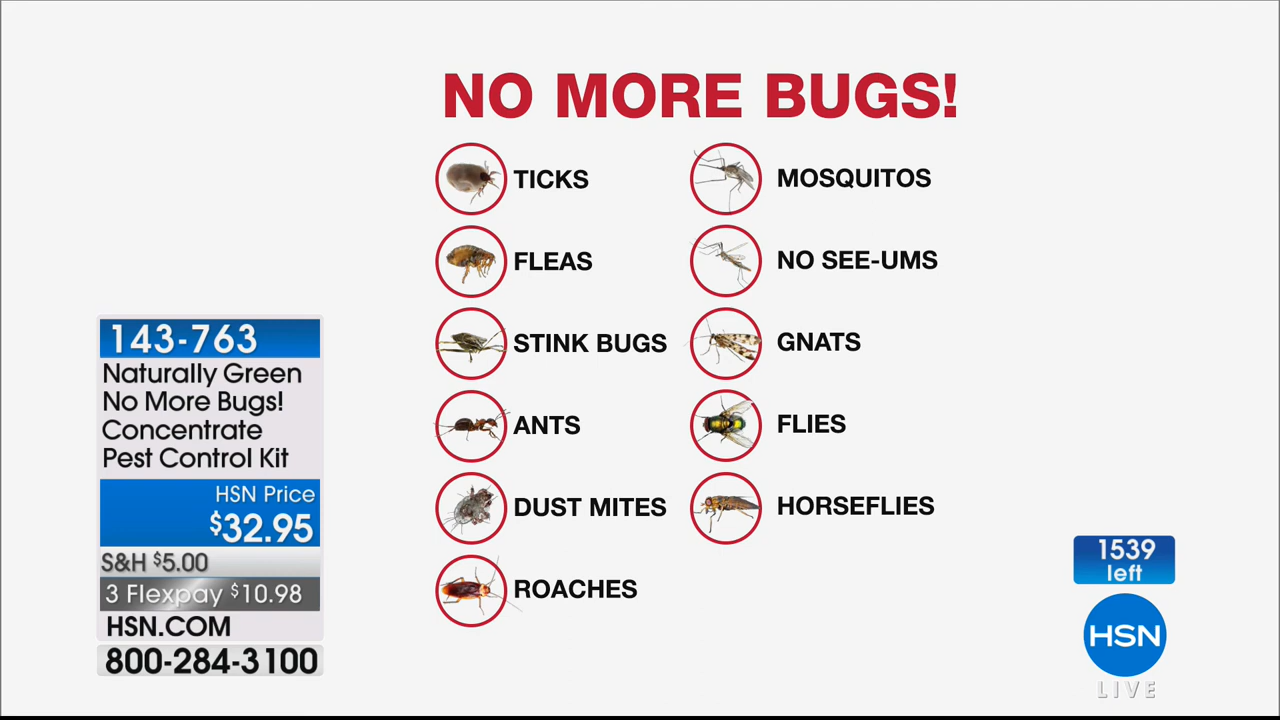 NO MORE BUGS!
TICKS
FLEAS
STINK BUGS
ANTS
DUST MITES
ROACHES
MOSQUITOS
NO SEE-UMS
GNATS
FLIES
HORSEFLIES
143-763
Naturally Green
No More Bugs!
Concentrate
Pest Control Kit
HSN Price
$32.95
S&H $5.00
3 Flexpay $10.98
HSN.COM
800-284-3100
1539
left
HSN
LIVE